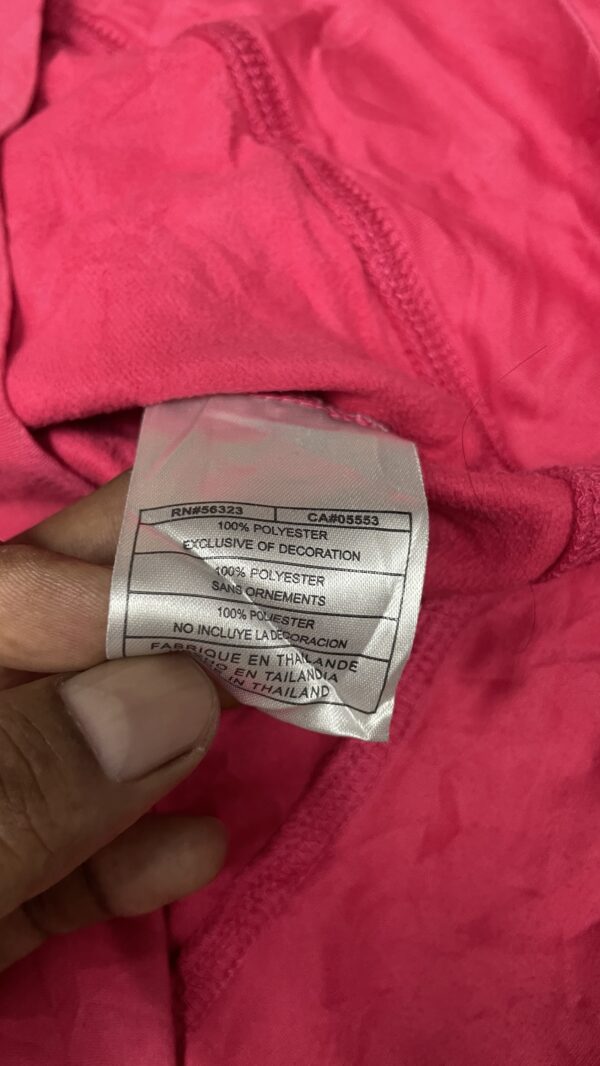 RN#56323 CA#05553
100% POLYESTER
EXCLUSIVE OF DECORATION
100% POLYESTER
SANS ORNEMENTS
100% POLIESTER
NO INCLUYE LA DECORACION
FABRIQUE EN THAILANDE
EN TAILANDIA
IN THAILAND